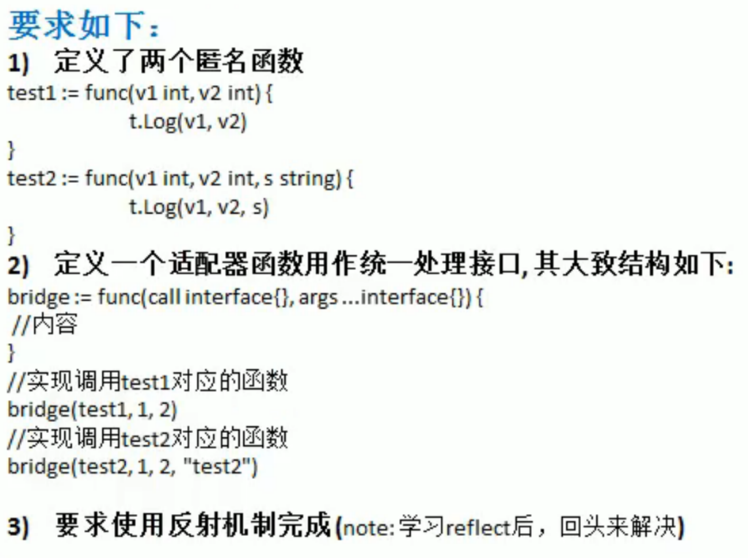 要求如下：
1) 定义了两个匿名函数
test1 := func(v1 int, v2 int) {
t.Log(v1, v2)
}
test2 := func(v1 int, v2 int, s string) {
t.Log(v1, v2, s)
}
2) 定义一个适配器函数用作统一处理接口, 其大致结构如下:
bridge := func(call interface{}, args ...interface{}) {
//内容
}
//实现调用test1对应的函数
bridge(test1, 1, 2)
//实现调用test2对应的函数
bridge(test2, 1, 2, "test2")
3) 要求使用反射机制完成(note: 学习reflect后，回头来解决)